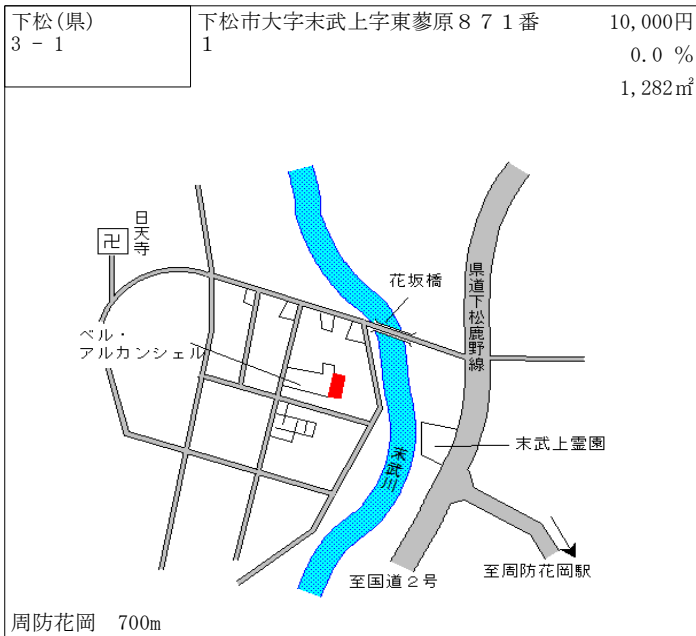 下松(県)
3 - 1
下松市大字末武上字東蓼原８７１番
1
10,000円
0.0 %
1,282㎡
日天寺
卍
花坂橋
県道下松鹿野線
ベル・
アルカンシェル
末武川
末武上霊園
至国道２号
至周防花岡駅
周防花岡　700m